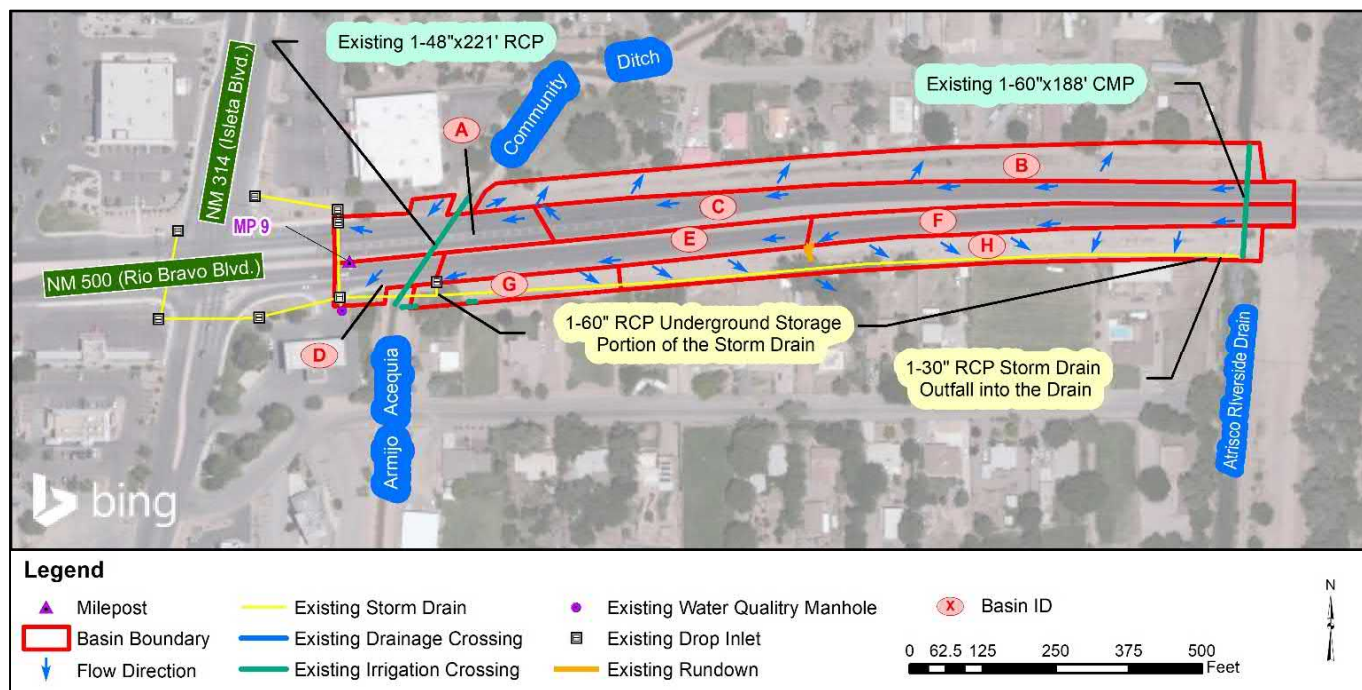 Existing 1-48"x221' RCP
Community
Ditch
Existing 1-60"x188' CMP
NM 314 (Isleta Blvd.)
A
B
C
MP 9
F
E
H
NM 500 (Rio Bravo Blvd.)
G
D
1-60" RCP Underground Storage
Portion of the Storm Drain
1-30" RCP Storm Drain
Outfall into the Drain
Armijo Acequia
Atrisco RIverside Drain
bing
Legend
Milepost
Existing Storm Drain
Existing Water Qualitry Manhole
X
Basin ID
Basin Boundary
Existing Drainage Crossing
Existing Drop Inlet
Flow Direction
Existing Irrigation Crossing
Existing Rundown
N
0 62.5 125 250 375 500
Feet